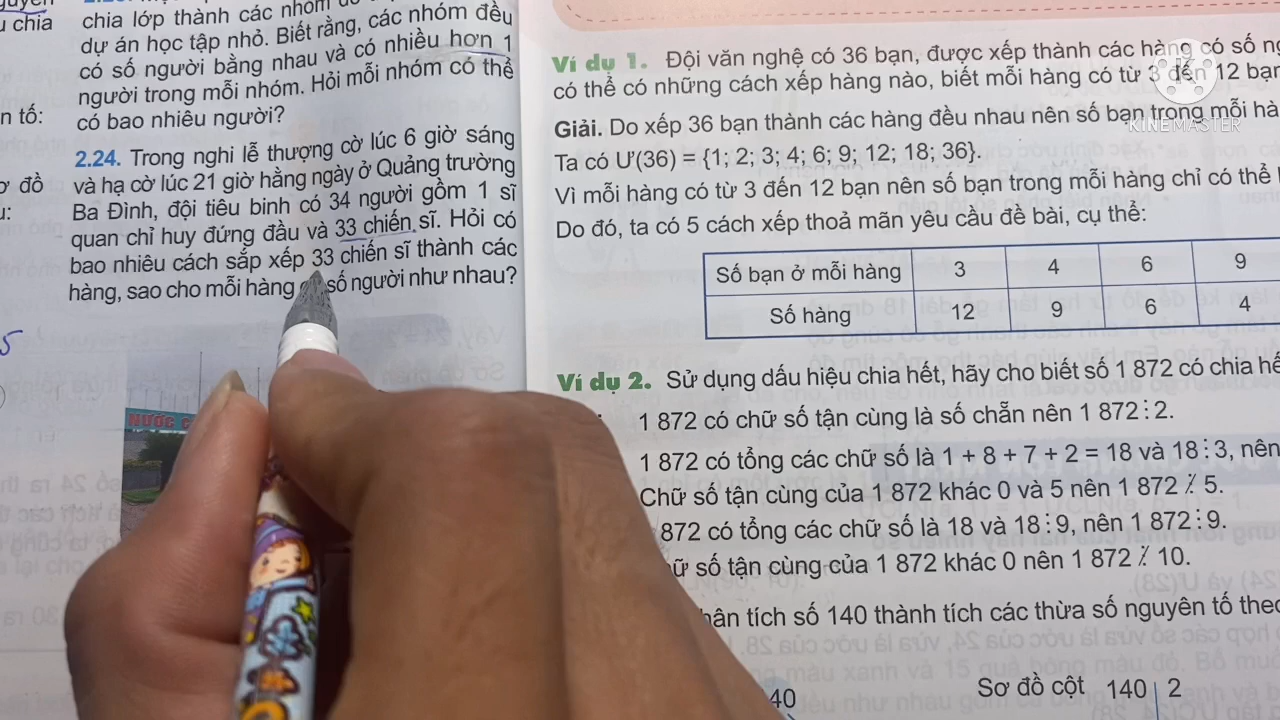 chia
chia lớp thành các nhóm
dự án học tập nhỏ. Biết rằng, các nhóm đều
có số người bằng nhau và có nhiều hơn 1
người trong mỗi nhóm. Hỏi mỗi nhóm có thể
có bao nhiêu người?
n tố:
2.24. Trong nghi lễ thượng cờ lúc 6 giờ sáng
và hạ cờ lúc 21 giờ hằng ngày ở Quảng trường
Ba Đình, đội tiêu binh có 34 người gồm 1 sĩ
quan chỉ huy đứng đầu và 33 chiến sĩ. Hỏi có
bao nhiêu cách sắp xếp 33 chiến sĩ thành các
hàng, sao cho mỗi hàng số người như nhau?
đồ
5
NƯỚC
Ví dụ 1. Đội văn nghệ có 36 bạn, được xếp thành các hàng có số
có thể có những cách xếp hàng nào, biết mỗi hàng có từ 3 đến 12 bạn
Giải. Do xếp 36 bạn thành các hàng đều nhau nên số bạn trong mỗi
Ta có Ư(36) = {1; 2; 3; 4; 6; 9; 12; 18; 36}.
Vì mỗi hàng có từ 3 đến 12 bạn nên số bạn trong mỗi hàng chỉ có thể
Do đó, ta có 5 cách xếp thoả mãn yêu cầu đề bài, cụ thể:
Số bạn ở mỗi hàng 3 4 6 9
Số hàng 12 9 6 4
Ví dụ 2. Sử dụng dấu hiệu chia hết, hãy cho biết số 1 872 có chia
1 872 có chữ số tận cùng là số chẵn nên 1 872 ⋮ 2.
1 872 có tổng các chữ số là 1 + 8 + 7 + 2 = 18 và 18 ⋮ 3, nên
Chữ số tận cùng của 1 872 khác 0 và 5 nên 1 872 ⋮̸ 5.
872 có tổng các chữ số là 18 và 18 ⋮ 9, nên 1 872 ⋮ 9.
số tận cùng của 1 872 khác 0 nên 1 872 ⋮̸ 10.
tích số 140 thành tích các thừa số nguyên tố theo
Sơ đồ cột 140 2
40
KINEMASTER